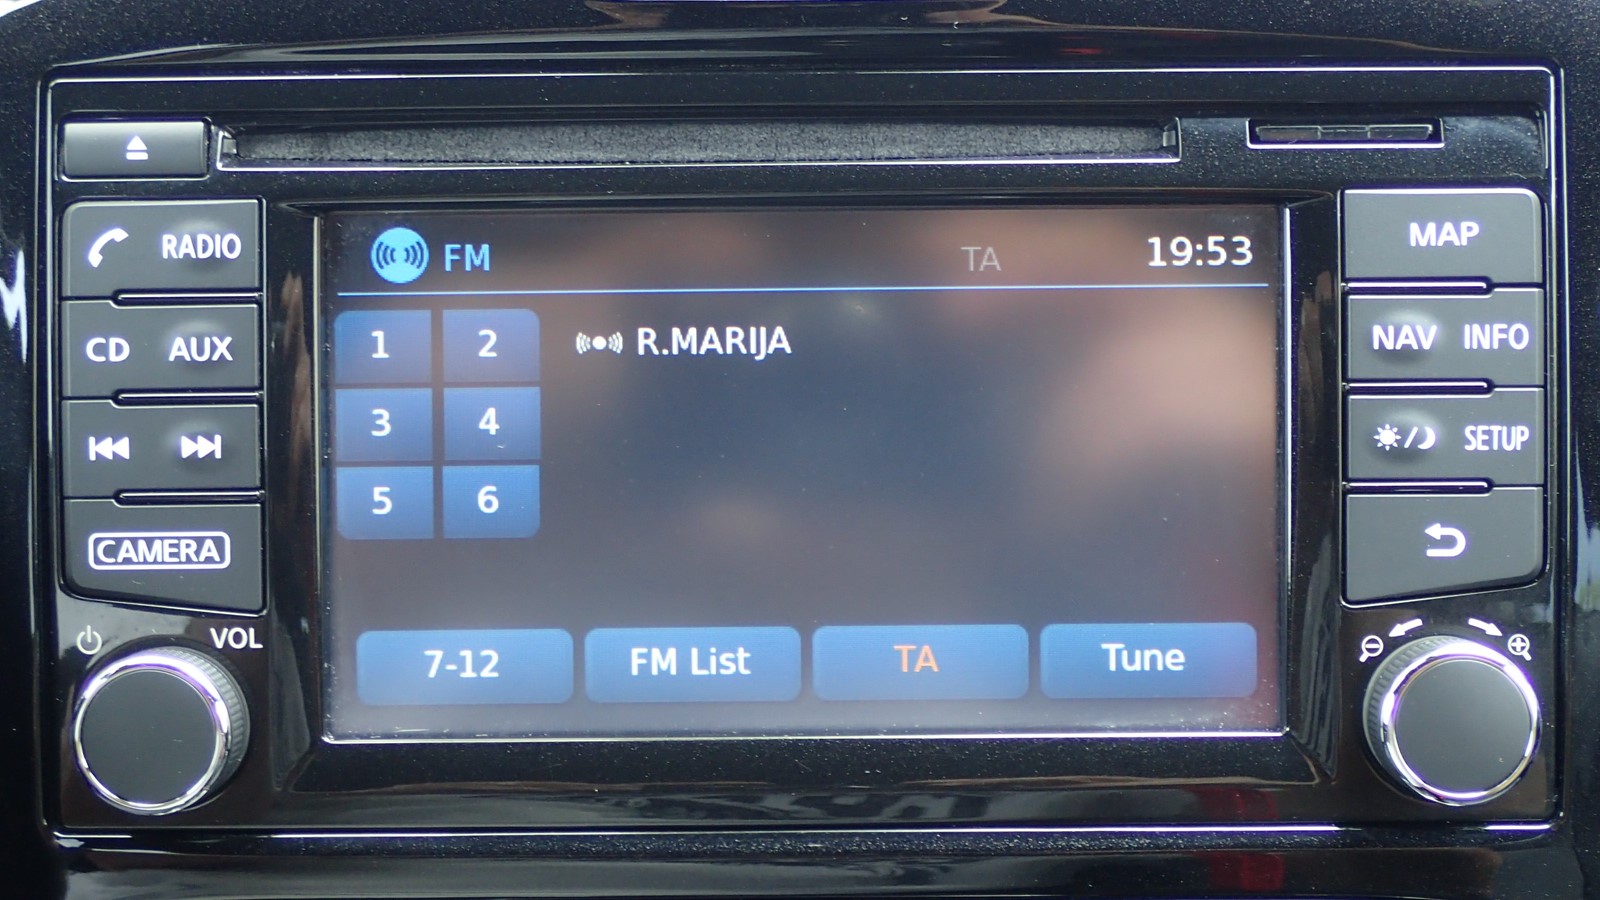 RADIO
CD AUX
CAMERA
VOL
FM TA 19:53
1 2
3 4
5 6
R.MARIJA
7-12 FM List TA Tune
MAP
NAV INFO
SETUP